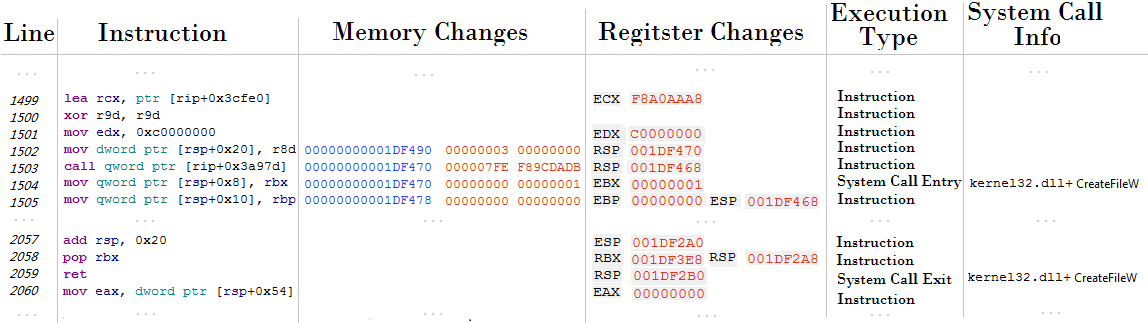 Line Instruction Memory Changes Regitster Changes Execution Type System Call Info
... ... ... ... ... ...
1499 lea rcx, ptr [rip+0x3cfe0] ECX F8A0AAA8 Instruction
1500 xor r9d, r9d Instruction
1501 mov edx, 0xc0000000 EDX C0000000 Instruction
1502 mov dword ptr [rsp+0x20], r8d 00000000001DF490 00000003 00000000 RSP 001DF470 Instruction
1503 call qword ptr [rip+0x3a97d] 00000000001DF470 000007FE F89CDADB RSP 001DF468 Instruction
1504 mov qword ptr [rsp+0x8], rbx 00000000001DF470 00000000 00000001 EBX 00000001 System Call Entry kernel32.dll+ CreateFileW
1505 mov qword ptr [rsp+0x10], rbp 00000000001DF478 00000000 00000000 EBP 00000000 ESP 001DF468 Instruction
... ... ... ... ... ...
2057 add rsp, 0x20 ESP 001DF2A0 Instruction
2058 pop rbx RBX 001DF3E8 RSP 001DF2A8 Instruction
2059 ret RSP 001DF2B0 System Call Exit kernel32.dll+ CreateFileW
2060 mov eax, dword ptr [rsp+0x54] EAX 00000000 Instruction
... ... ... ... ... ...